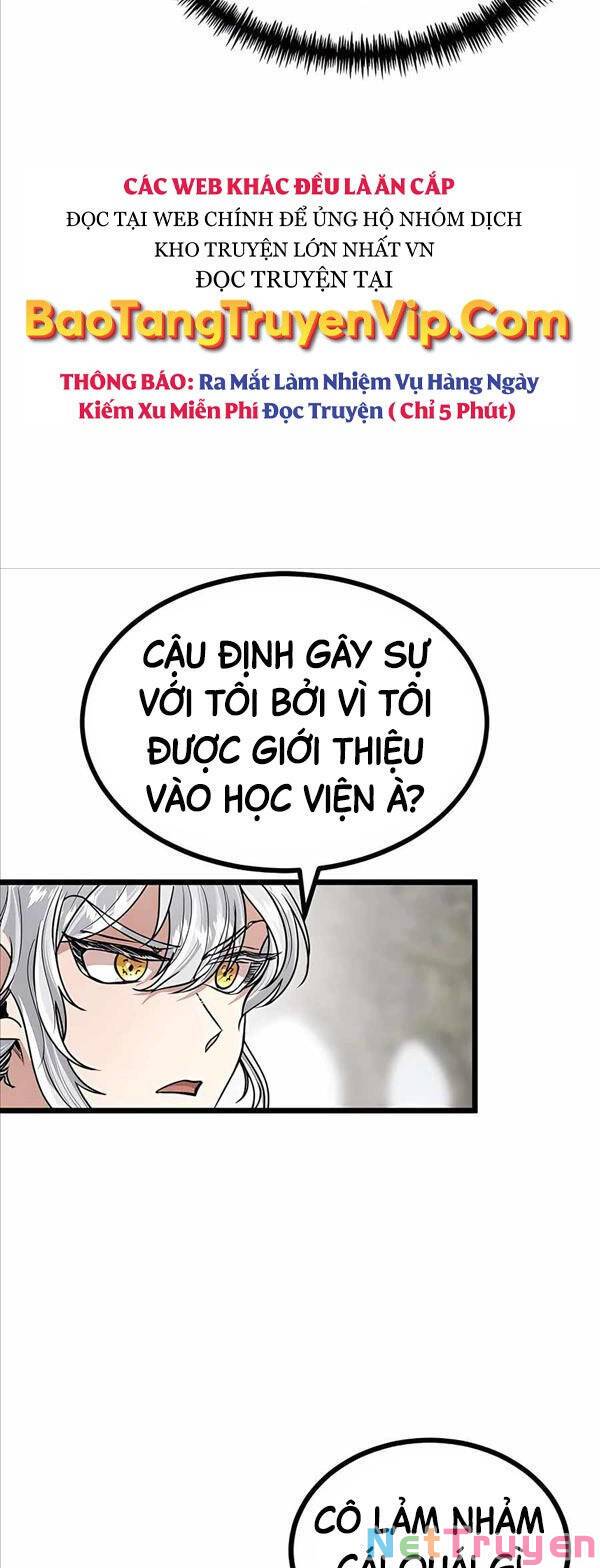 CÁC WEB KHÁC ĐỀU LÀ ĂN CẮP
ĐỌC TẠI WEB CHÍNH ĐỂ ỦNG HỘ NHÓM DỊCH
KHO TRUYỆN LỚN NHẤT VN
ĐỌC TRUYỆN TẠI
BaoTangTruyenVip.Com
THÔNG BÁO: Ra Mắt Làm Nhiệm Vụ Hàng Ngày
Kiếm Xu Miễn Phí Đọc Truyện ( Chỉ 5 Phút)
CẬU ĐỊNH GÂY SỰ
VỚI TÔI BỞI VÌ TÔI
ĐƯỢC GIỚI THIỆU
VÀO HỌC VIỆN À?
CÔ LẢM NHẢM
CÁI QUÁI GÌ
NetTruyen